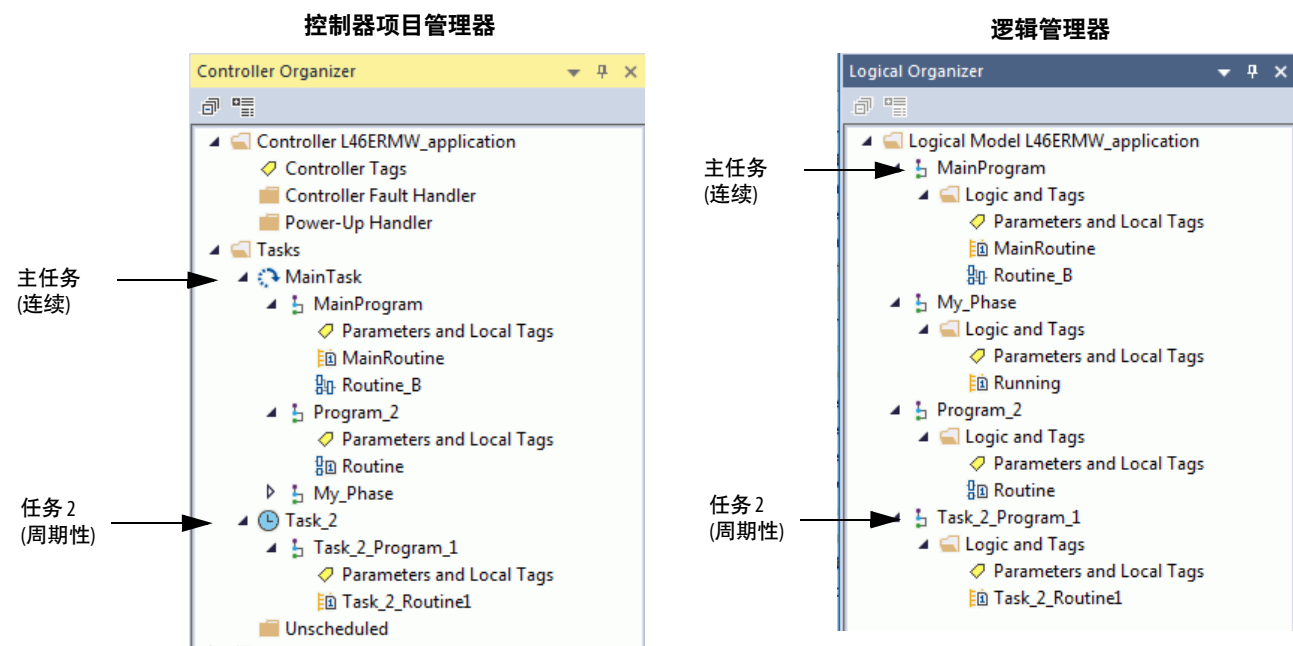 控制器项目管理器
Controller Organizer
Controller L46ERMW_application
Controller Tags
Controller Fault Handler
Power-Up Handler
Tasks
主任务
(连续)
MainTask
MainProgram
Parameters and Local Tags
MainRoutine
Routine_B
Program_2
Parameters and Local Tags
Routine
My_Phase
任务2
(周期性)
Task_2
Task_2_Program_1
Parameters and Local Tags
Task_2_Routine1
Unscheduled
逻辑管理器
Logical Organizer
Logical Model L46ERMW_application
主任务
(连续)
MainProgram
Logic and Tags
Parameters and Local Tags
MainRoutine
Routine_B
My_Phase
Logic and Tags
Parameters and Local Tags
Running
Program_2
Logic and Tags
Parameters and Local Tags
Routine
任务2
(周期性)
Task_2_Program_1
Logic and Tags
Parameters and Local Tags
Task_2_Routine1